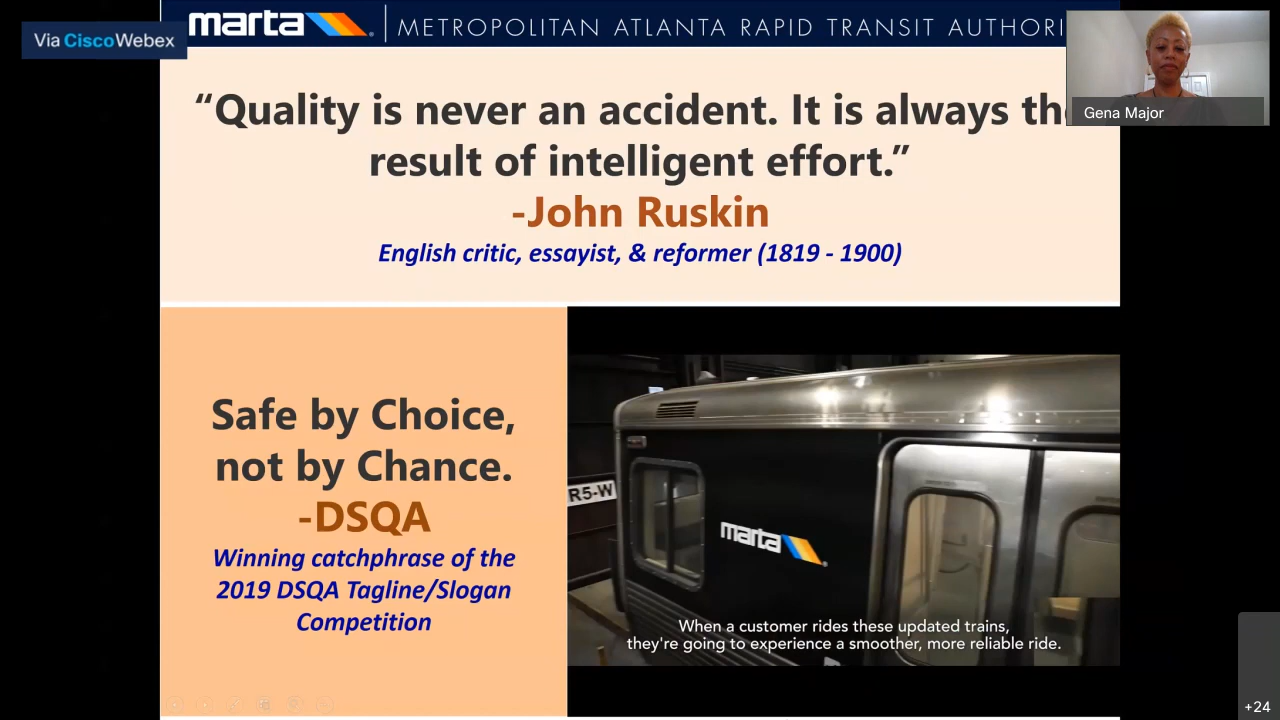 Via Cisco Webex
marta
METROPOLITAN ATLANTA RAPID TRANSIT AUTHORI
Gena Major
“Quality is never an accident. It is always th
result of intelligent effort.”
-John Ruskin
English critic, essayist, & reformer (1819 - 1900)
Safe by Choice,
not by Chance.
-DSQA
Winning catchphrase of the
2019 DSQA Tagline/Slogan
Competition
R5-W
marta
When a customer rides these updated trains,
they're going to experience a smoother, more reliable ride.
+24